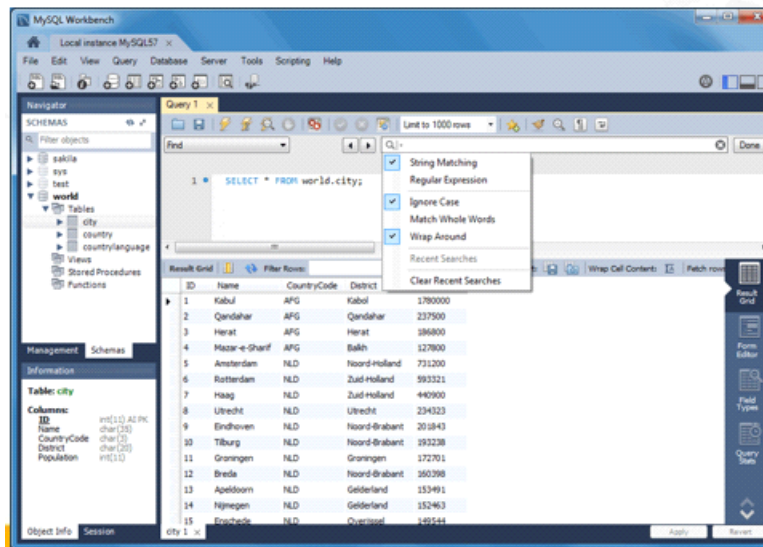 MySQL Workbench
Local instance MySQL57
File Edit View Query Database Server Tools Scripting Help
Navigator
SCHEMAS
Filter objects
sakila
sys
test
world
Tables
city
country
countrylanguage
Views
Stored Procedures
Functions
Management Schemas
Information
Table: city
Columns:
ID int(11) AI PK
Name char(35)
CountryCode char(3)
District char(20)
Population int(11)
Object Info Session
Query 1
Limit to 1000 rows
Find Done
String Matching
Regular Expression
Ignore Case
Match Whole Words
Wrap Around
Recent Searches
Clear Recent Searches
1 SELECT * FROM world.city;
Result Grid Filter Rows: Wrap Cell Content: Fetch rows
ID Name CountryCode District
1 Kabul AFG Kabol 1780000
2 Qandahar AFG Qandahar 237500
3 Herat AFG Herat 186800
4 Mazar-e-Sharif AFG Balkh 127800
5 Amsterdam NLD Noord-Holland 731200
6 Rotterdam NLD Zuid-Holland 593321
7 Haag NLD Zuid-Holland 440900
8 Utrecht NLD Utrecht 234323
9 Eindhoven NLD Noord-Brabant 201843
10 Tilburg NLD Noord-Brabant 193238
11 Groningen NLD Groningen 172701
12 Breda NLD Noord-Brabant 160398
13 Apeldoorn NLD Gelderland 153491
14 Nijmegen NLD Gelderland 152463
15 Enschede NLD Overijssel 149544
Result Grid
Form Editor
Field Types
Query Stats
city 1
Apply Revert